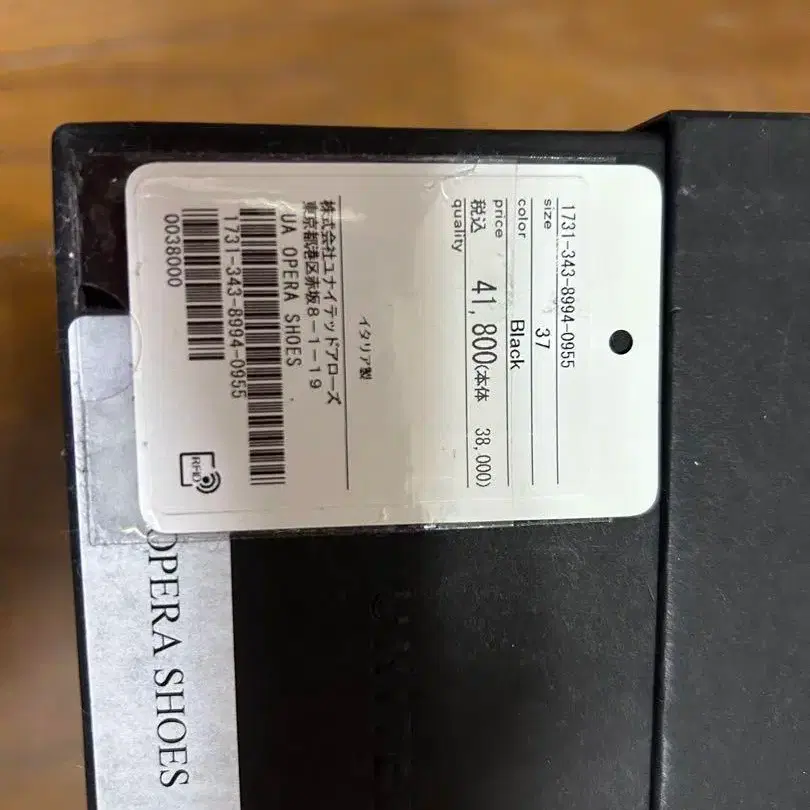 1731-343-8994-0955
size 37
color Black
price
税込 41,800(本体 38,000)
quality
イタリア製
株式会社ユナイテッドアローズ
東京都港区赤坂8-1-19
UA OPERA SHOES
1731-343-8994-0955
0038000
RFID
OPERA SHOES
UNITE